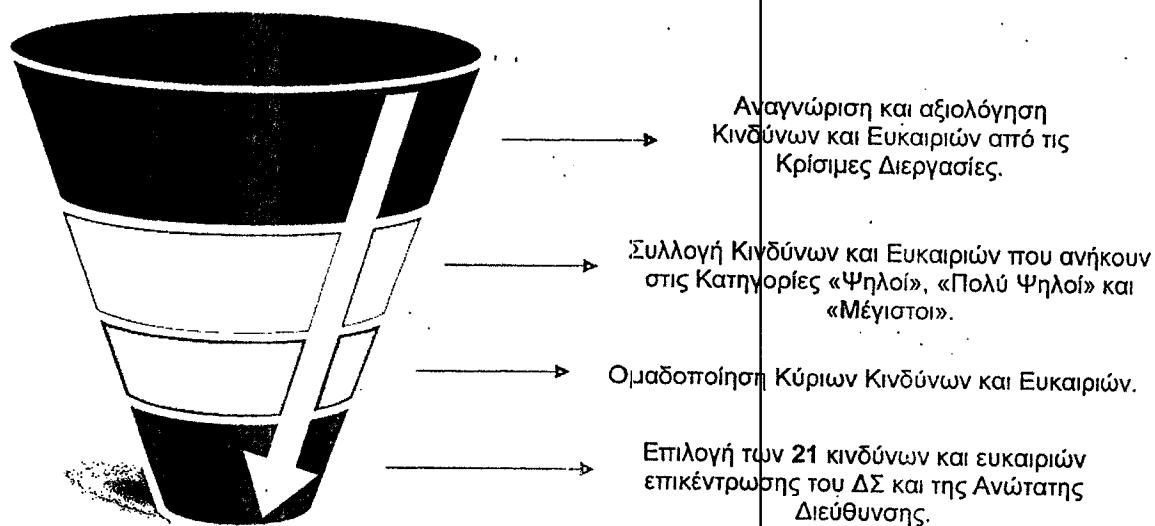 Αναγνώριση και αξιολόγηση
Κινδύνων και Ευκαιριών από τις
Κρίσιμες Διεργασίες.
Συλλογή Κινδύνων και Ευκαιριών που ανήκουν
στις Κατηγορίες «Ψηλοί», «Πολύ Ψηλοί» και
«Μέγιστοι».
Ομαδοποίηση Κύριων Κινδύνων και Ευκαιριών.
Επιλογή των 21 κινδύνων και ευκαιριών
επικέντρωσης του ΔΣ και της Ανώτατης
Διεύθυνσης.